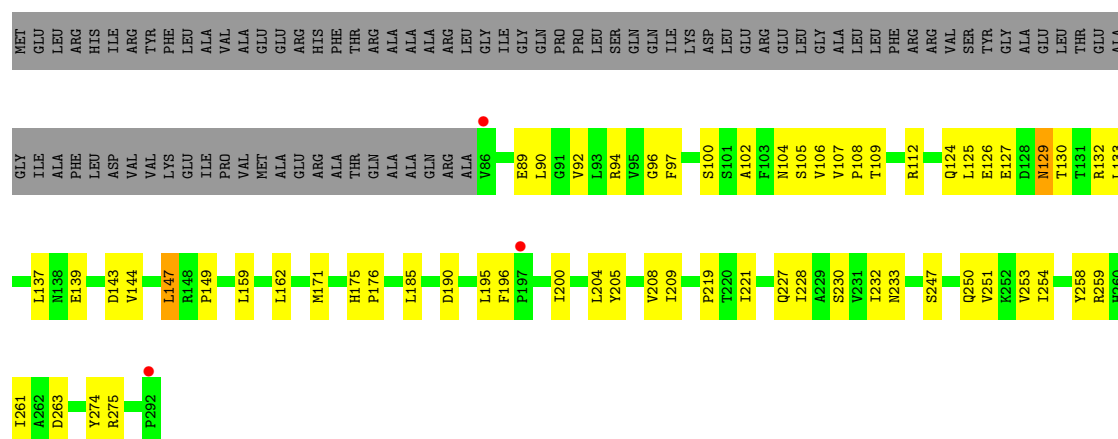 MET GLU LEU ARG HIS ILE ARG TYR PHE LEU ALA VAL ALA GLU GLU ARG HIS PHE THR ARG ALA ALA ALA ARG LEU GLY ILE GLY GLN PRO PRO LEU SER GLN GLN ILE LYS ASP LEU GLU ARG GLU LEU GLY ALA LEU LEU PHE ARG ARG VAL SER TYR GLY ALA GLU LEU THR GLU ALA
GLY ILE ALA PHE LEU ASP VAL VAL LYS GLU ILE PRO VAL MET ALA GLU ARG ALA THR GLN ALA ALA GLN ARG ALA V86 E89 L90 G91 V92 L93 R94 V95 G96 F97 S100 S101 A102 F103 N104 S105 V106 V107 P108 T109 R112 Q124 L125 E126 E127 D128 N129 T130 T131 R132 L133
L137 N138 E139 D143 V144 L147 R148 P149 L159 L162 M171 H175 P176 L185 D190 L195 F196 P197 I200 L204 Y205 V208 I209 P219 T220 I221 Q227 I228 A229 S230 V231 I232 N233 S247 Q250 V251 K252 V253 I254 Y258 R259 H260
I261 A262 D263 Y274 R275 P292